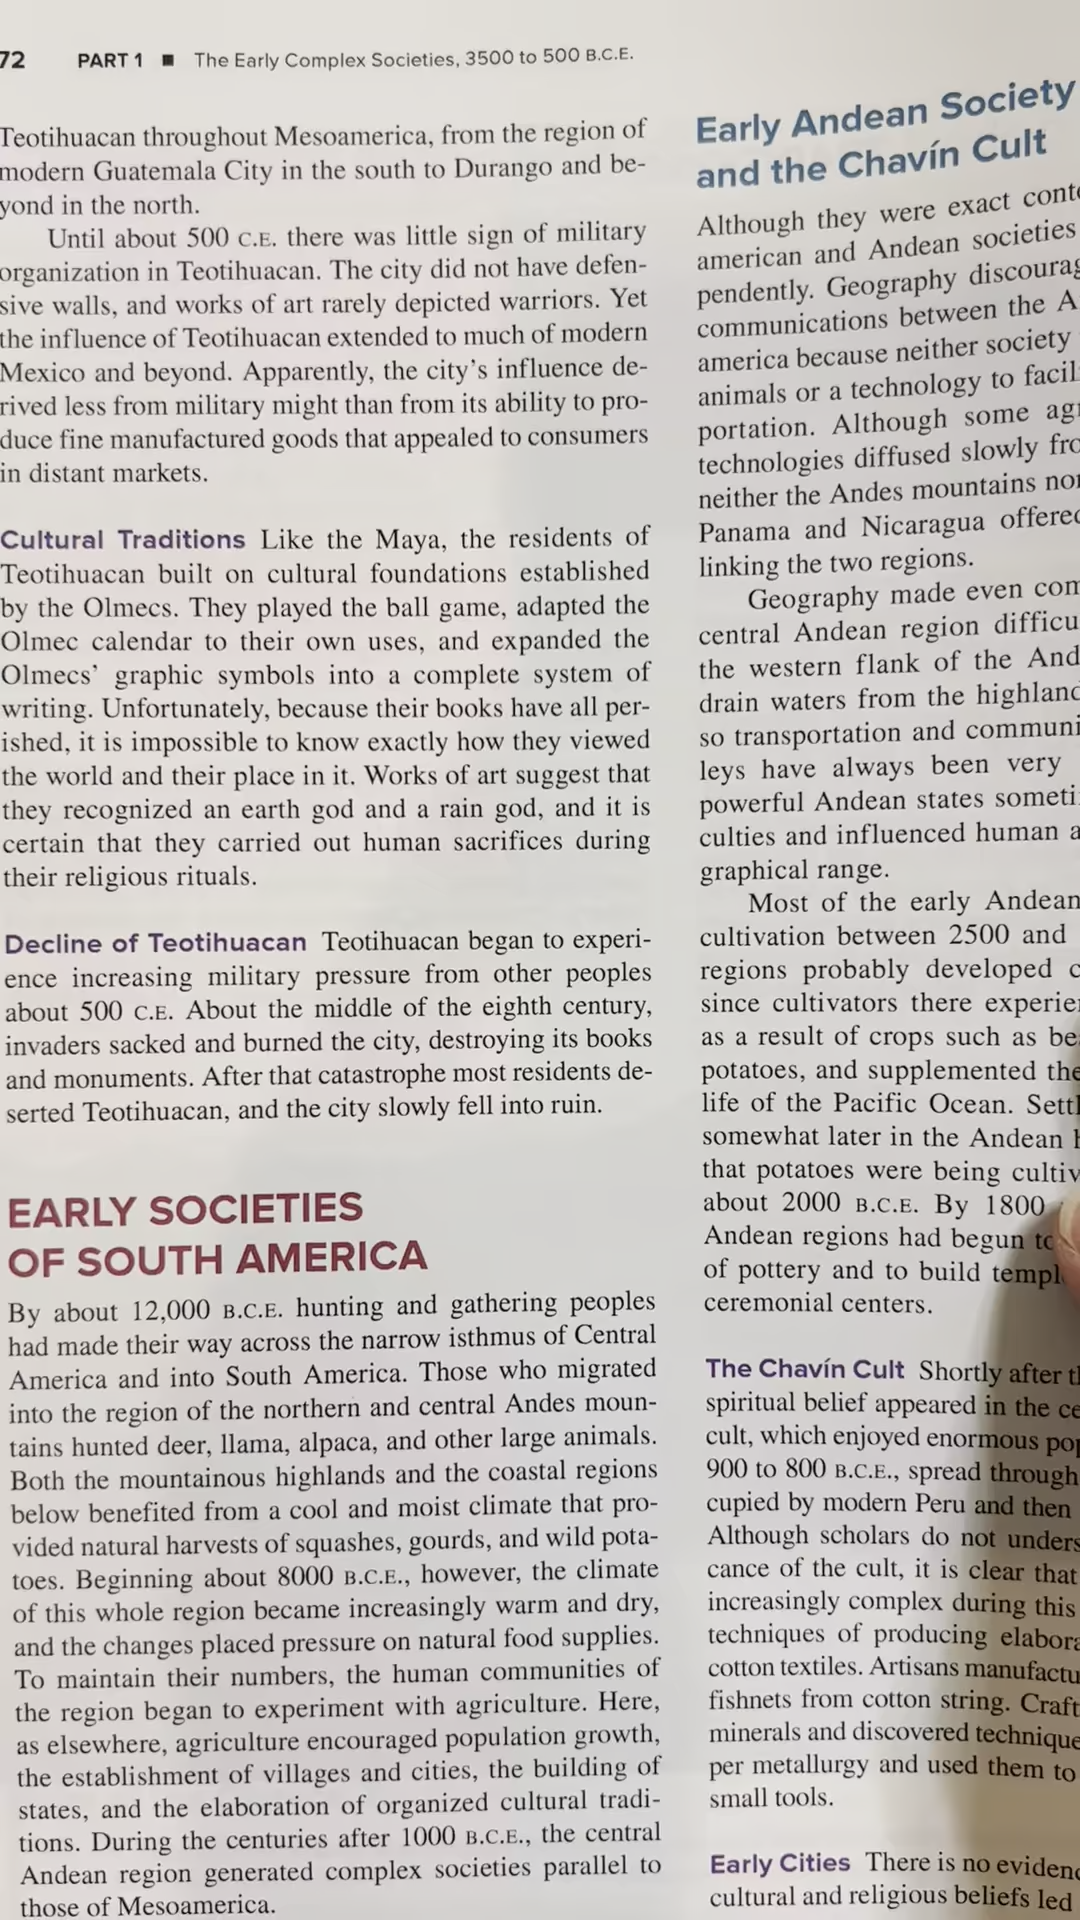 72 PART 1 ■ The Early Complex Societies, 3500 to 500 B.C.E.
Teotihuacan throughout Mesoamerica, from the region of
modern Guatemala City in the south to Durango and be-
yond in the north.
Until about 500 C.E. there was little sign of military
organization in Teotihuacan. The city did not have defen-
sive walls, and works of art rarely depicted warriors. Yet
the influence of Teotihuacan extended to much of modern
Mexico and beyond. Apparently, the city's influence de-
rived less from military might than from its ability to pro-
duce fine manufactured goods that appealed to consumers
in distant markets.
Cultural Traditions Like the Maya, the residents of
Teotihuacan built on cultural foundations established
by the Olmecs. They played the ball game, adapted the
Olmec calendar to their own uses, and expanded the
Olmecs' graphic symbols into a complete system of
writing. Unfortunately, because their books have all per-
ished, it is impossible to know exactly how they viewed
the world and their place in it. Works of art suggest that
they recognized an earth god and a rain god, and it is
certain that they carried out human sacrifices during
their religious rituals.
Decline of Teotihuacan Teotihuacan began to experi-
ence increasing military pressure from other peoples
about 500 C.E. About the middle of the eighth century,
invaders sacked and burned the city, destroying its books
and monuments. After that catastrophe most residents de-
serted Teotihuacan, and the city slowly fell into ruin.
EARLY SOCIETIES
OF SOUTH AMERICA
By about 12,000 B.C.E. hunting and gathering peoples
had made their way across the narrow isthmus of Central
America and into South America. Those who migrated
into the region of the northern and central Andes moun-
tains hunted deer, llama, alpaca, and other large animals.
Both the mountainous highlands and the coastal regions
below benefited from a cool and moist climate that pro-
vided natural harvests of squashes, gourds, and wild pota-
toes. Beginning about 8000 B.C.E., however, the climate
of this whole region became increasingly warm and dry,
and the changes placed pressure on natural food supplies.
To maintain their numbers, the human communities of
the region began to experiment with agriculture. Here,
as elsewhere, agriculture encouraged population growth,
the establishment of villages and cities, the building of
states, and the elaboration of organized cultural tradi-
tions. During the centuries after 1000 B.C.E., the central
Andean region generated complex societies parallel to
those of Mesoamerica.
Early Andean Society
and the Chavín Cult
Although they were exact
american and Andean societies
pendently. Geography
communications between the
america because neither society
animals or a technology to
portation. Although some
technologies diffused slowly
neither the Andes mountains
Panama and Nicaragua
linking the two regions.
Geography made even
central Andean region
the western flank of the
drain waters from the
so transportation and
leys have always been very
powerful Andean states
culties and influenced human
graphical range.
Most of the early Andean
cultivation between 2500 and
regions probably developed
since cultivators there
as a result of crops such as
potatoes, and supplemented
life of the Pacific Ocean.
somewhat later in the Andean
that potatoes were being
about 2000 B.C.E. By 1800
Andean regions had begun
of pottery and to build
ceremonial centers.
The Chavín Cult Shortly after
spiritual belief appeared in the
cult, which enjoyed enormous
900 to 800 B.C.E., spread through
cupied by modern Peru and then
Although scholars do not
cance of the cult, it is clear that
increasingly complex during this
techniques of producing
cotton textiles. Artisans
fishnets from cotton string.
minerals and discovered
per metallurgy and used them to
small tools.
Early Cities There is no
cultural and religious beliefs led